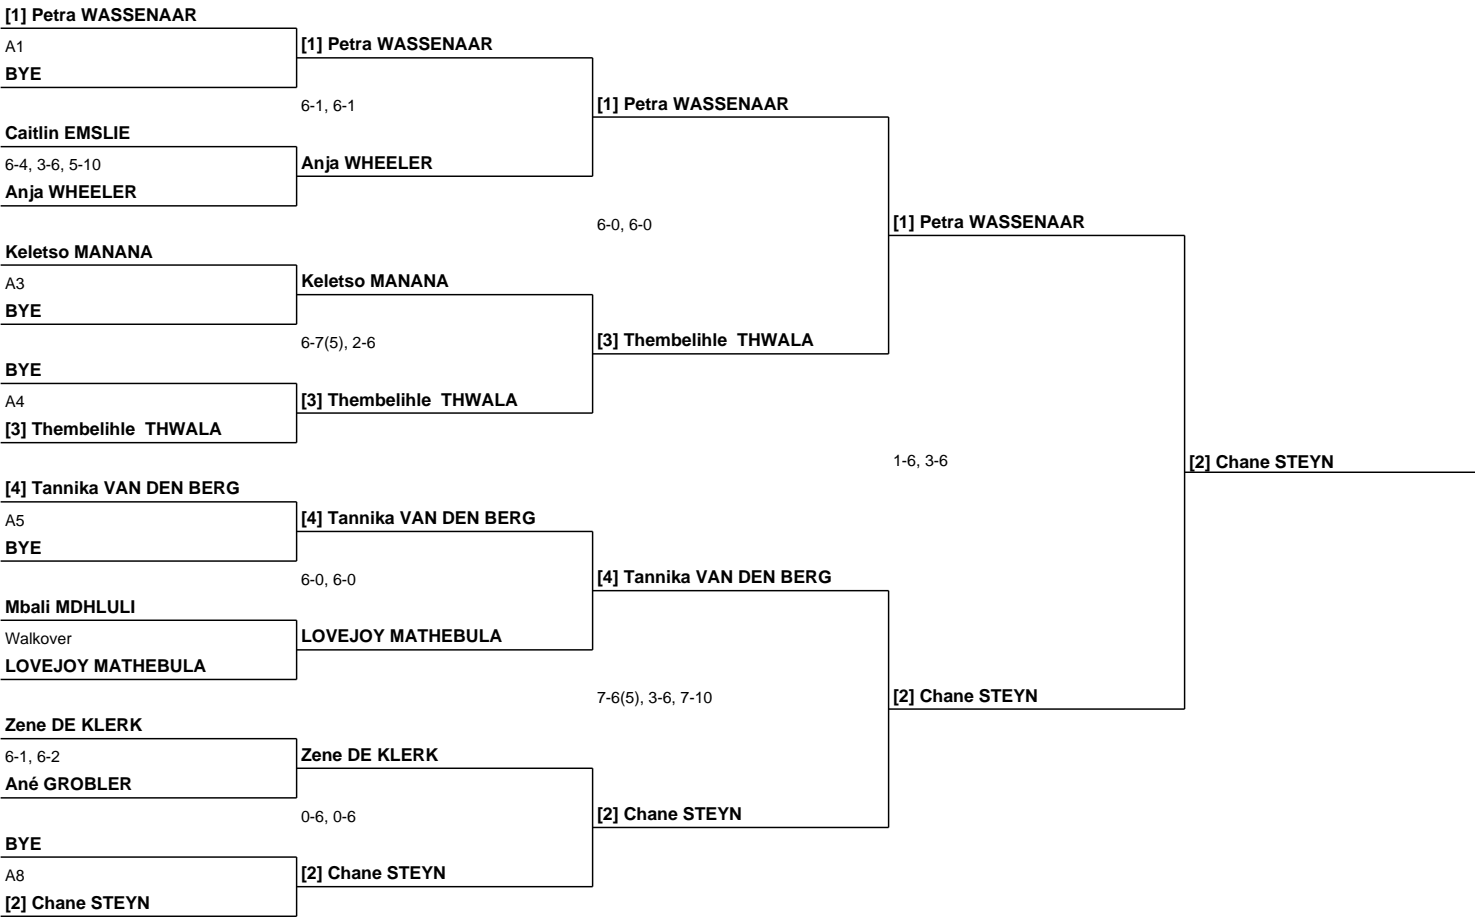 [1] Petra WASSENAAR
A1
BYE
Caitlin EMSLIE
6-4, 3-6, 5-10
Anja WHEELER
Keletso MANANA
A3
BYE
BYE
A4
[3] Thembelihle  THWALA
[4] Tannika VAN DEN BERG
A5
BYE
Mbali MDHLULI
Walkover
LOVEJOY MATHEBULA
Zene DE KLERK
6-1, 6-2
Ané GROBLER
BYE
A8
[2] Chane STEYN
[1] Petra WASSENAAR
6-1, 6-1
Anja WHEELER
Keletso MANANA
6-7(5), 2-6
[3] Thembelihle  THWALA
[4] Tannika VAN DEN BERG
6-0, 6-0
LOVEJOY MATHEBULA
Zene DE KLERK
0-6, 0-6
[2] Chane STEYN
[1] Petra WASSENAAR
6-0, 6-0
[3] Thembelihle  THWALA
[4] Tannika VAN DEN BERG
7-6(5), 3-6, 7-10
[2] Chane STEYN
[1] Petra WASSENAAR
1-6, 3-6
[2] Chane STEYN
[2] Chane STEYN